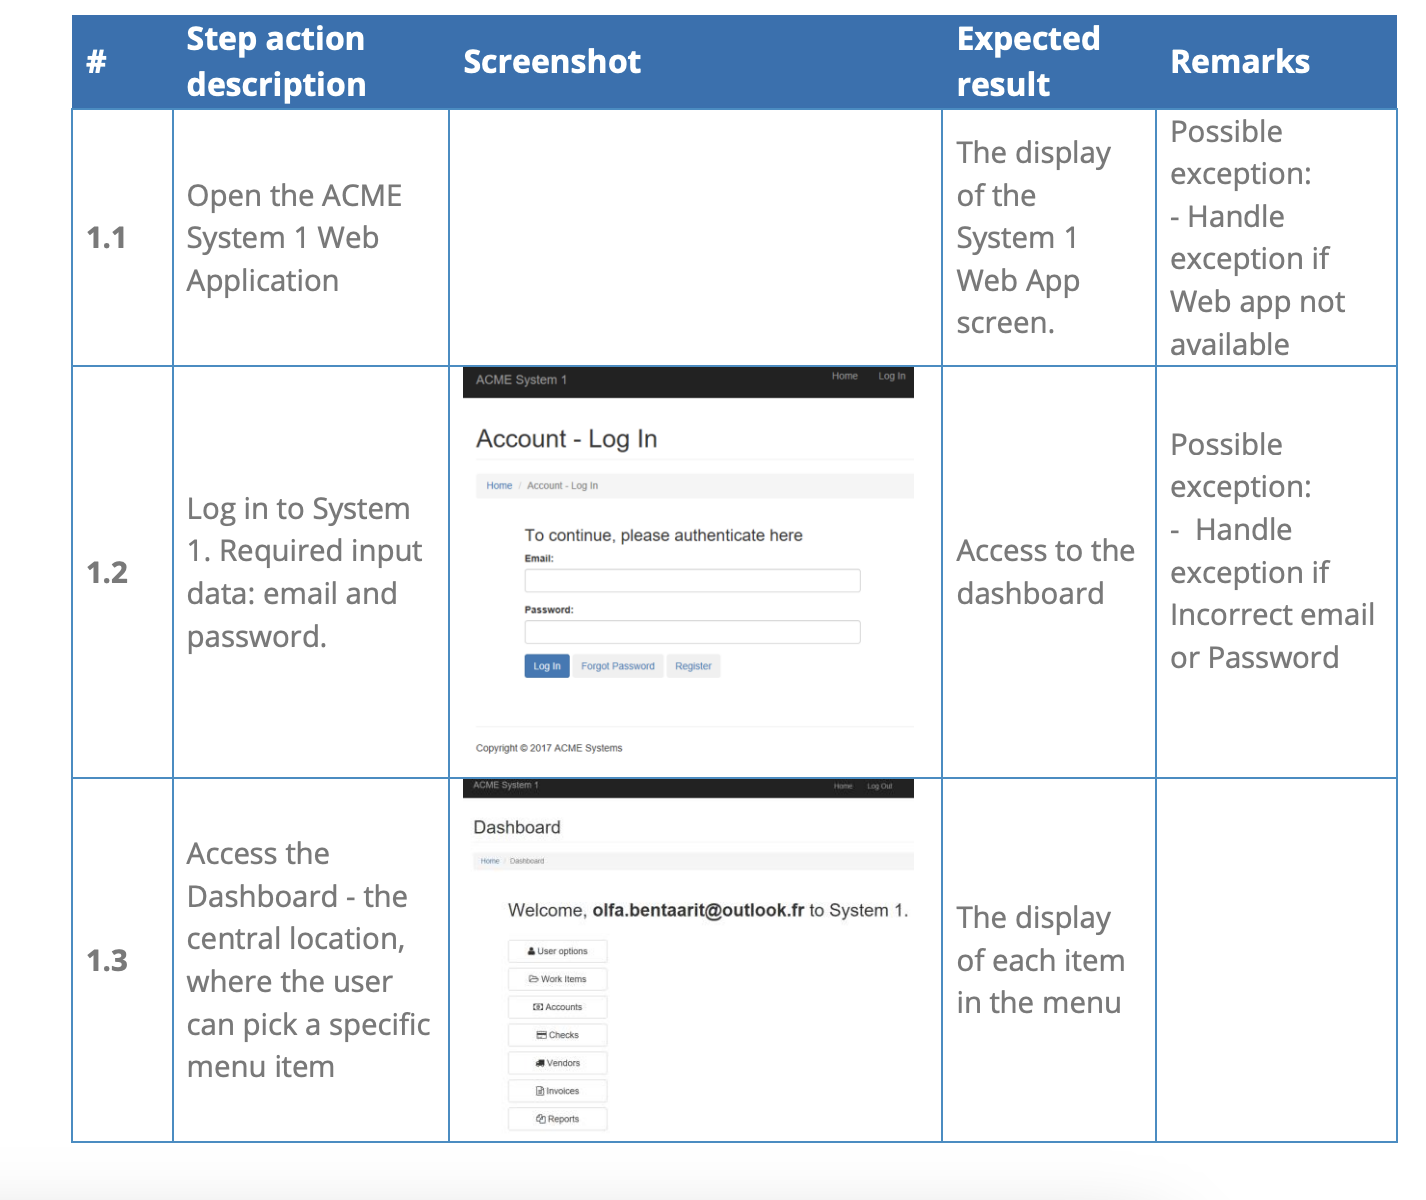 #
Step action
description
Screenshot
Expected
result
Remarks
1.1
Open the ACME
System 1 Web
Application
The display
of the
System 1
Web App
screen.
Possible
exception:
- Handle
exception if
Web app not
available
1.2
Log in to System
1. Required input
data: email and
password.
ACME System 1
Home Log In
Account - Log In
Home / Account - Log In
To continue, please authenticate here
Email:
Password:
Log In Forgot Password Register
Copyright © 2017 ACME Systems
Access to the
dashboard
Possible
exception:
- Handle
exception if
Incorrect email
or Password
1.3
Access the
Dashboard - the
central location,
where the user
can pick a specific
menu item
ACME System 1
Home Log Out
Dashboard
Home / Dashboard
Welcome, olfa.bentaarit@outlook.fr to System 1.
User options
Work Items
Accounts
Checks
Vendors
Invoices
Reports
The display
of each item
in the menu